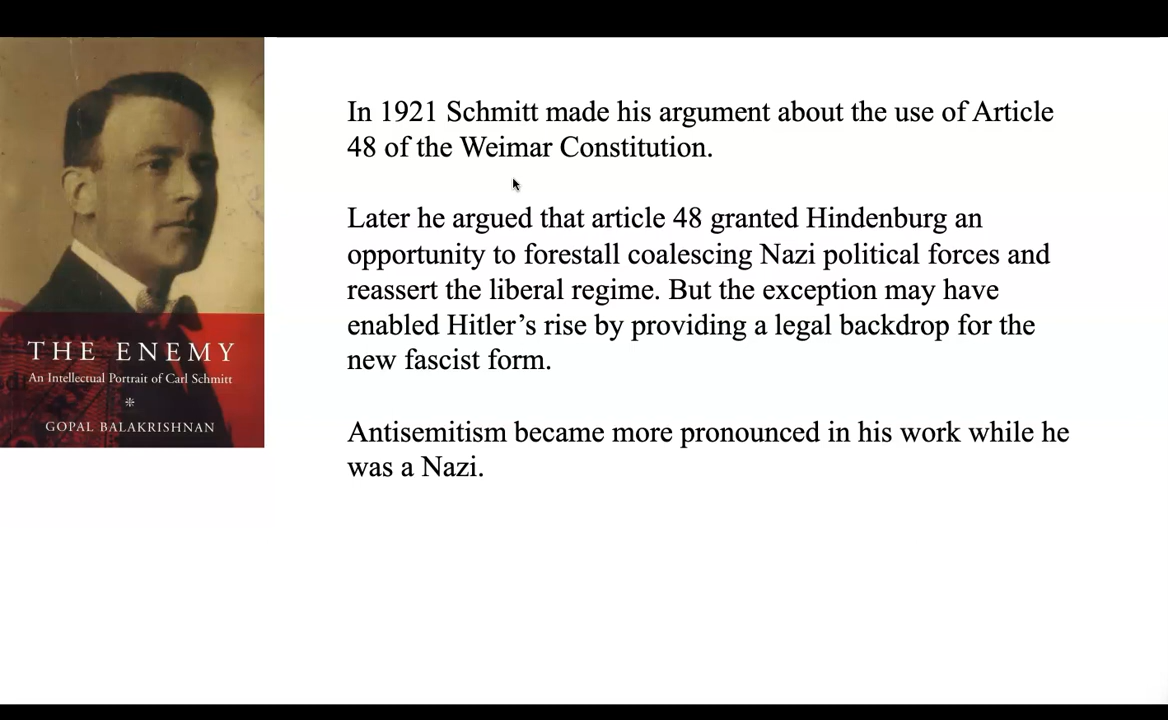 THE ENEMY
An Intellectual Portrait of Carl Schmitt
GOPAL BALAKRISHNAN
In 1921 Schmitt made his argument about the use of Article
48 of the Weimar Constitution.
Later he argued that article 48 granted Hindenburg an
opportunity to forestall coalescing Nazi political forces and
reassert the liberal regime. But the exception may have
enabled Hitler’s rise by providing a legal backdrop for the
new fascist form.
Antisemitism became more pronounced in his work while he
was a Nazi.